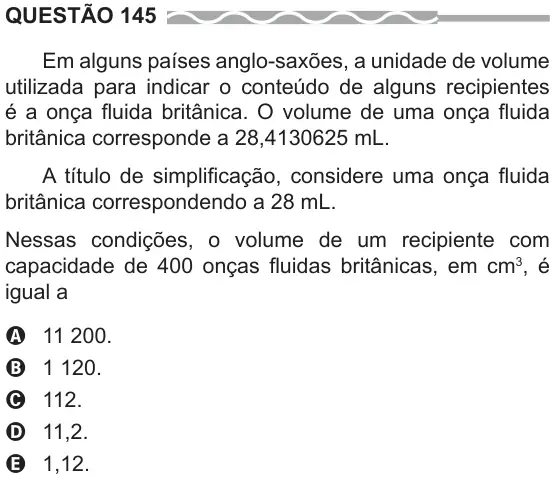 QUESTÃO 145
Em alguns países anglo-saxões, a unidade de volume
utilizada para indicar o conteúdo de alguns recipientes
é a onça fluida britânica. O volume de uma onça fluida
britânica corresponde a 28,4130625 mL.
A título de simplificação, considere uma onça fluida
britânica correspondendo a 28 mL.
Nessas condições, o volume de um recipiente com
capacidade de 400 onças fluidas britânicas, em cm³, é
igual a
A 11 200.
B 1 120.
C 112.
D 11,2.
E 1,12.